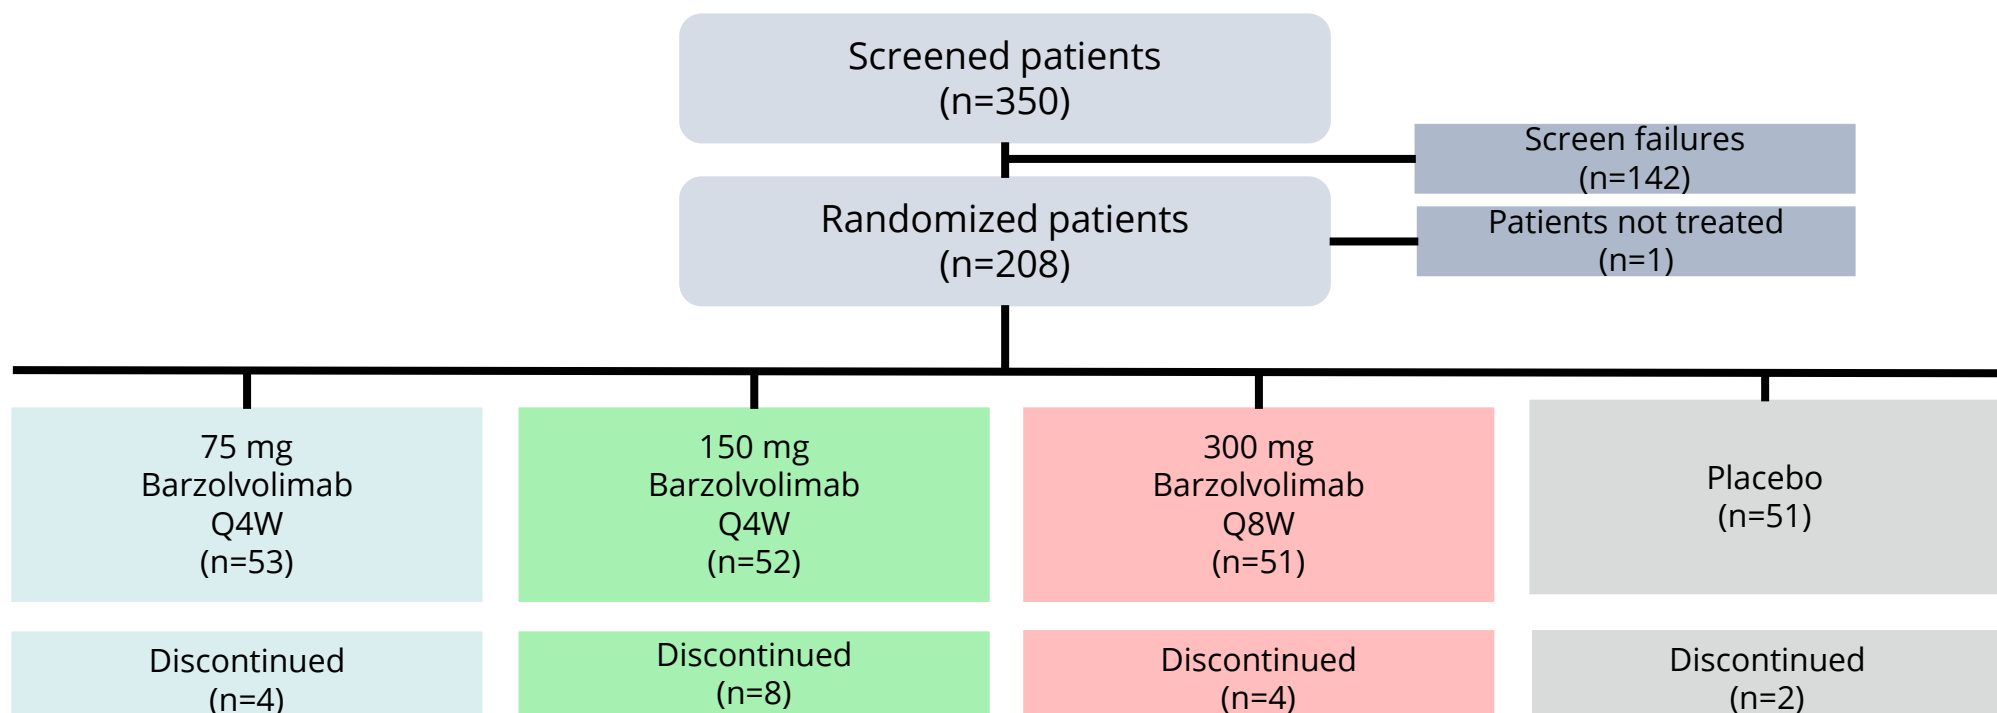 Screened patients
(n=350)
Screen failures
(n=142)
Randomized patients
(n=208)
Patients not treated
(n=1)
75 mg
Barzolvolimab
Q4W
(n=53)
150 mg
Barzolvolimab
Q4W
(n=52)
300 mg
Barzolvolimab
Q8W
(n=51)
Placebo
(n=51)
Discontinued
(n=4)
Discontinued
(n=8)
Discontinued
(n=4)
Discontinued
(n=2)